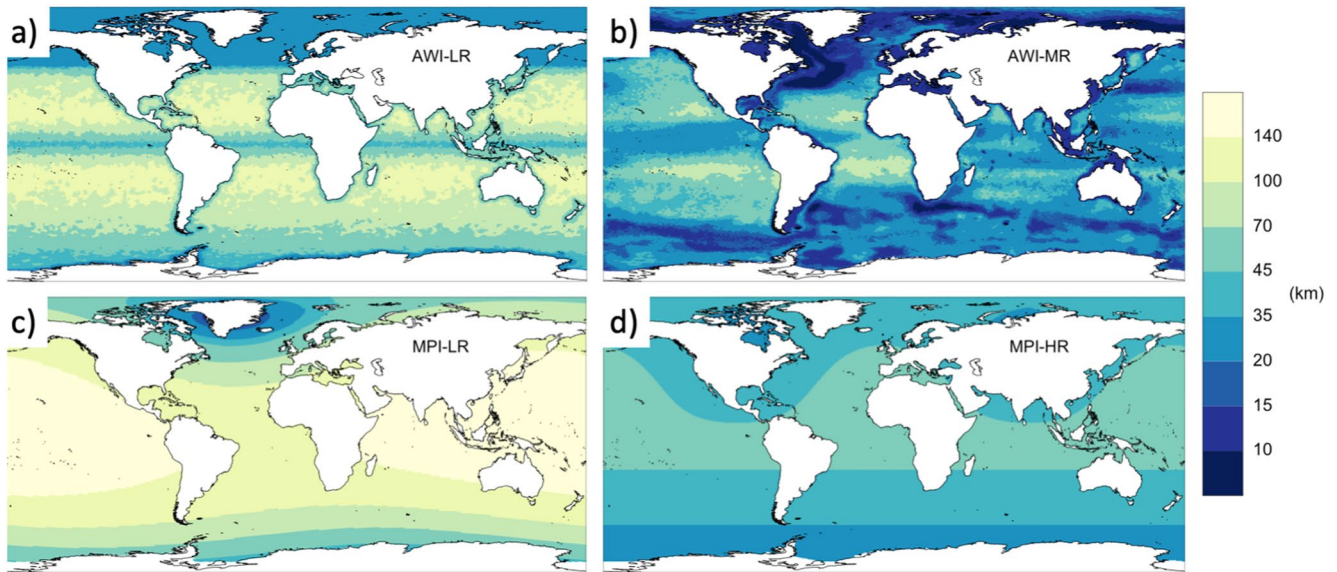 a)
AWI-LR
b)
AWI-MR
c)
MPI-LR
d)
MPI-HR
140
100
70
45
35
20
15
10
(km)